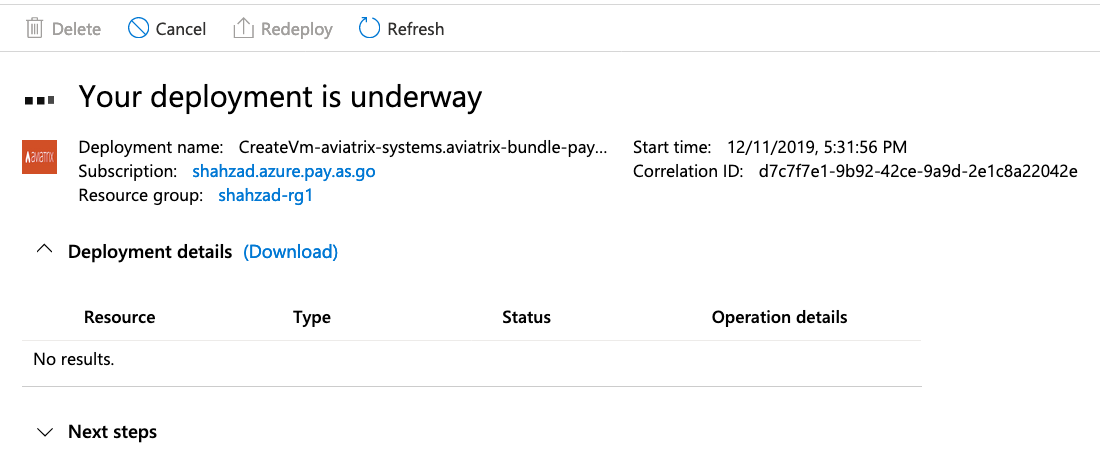 Delete Cancel Redeploy Refresh
Your deployment is underway
aviatrix
Deployment name: CreateVm-aviatrix-systems.aviatrix-bundle-pay... Start time: 12/11/2019, 5:31:56 PM
Subscription: shahzad.azure.pay.as.go Correlation ID: d7c7f7e1-9b92-42ce-9a9d-2e1c8a22042e
Resource group: shahzad-rg1
Deployment details (Download)
Resource Type Status Operation details
No results.
Next steps